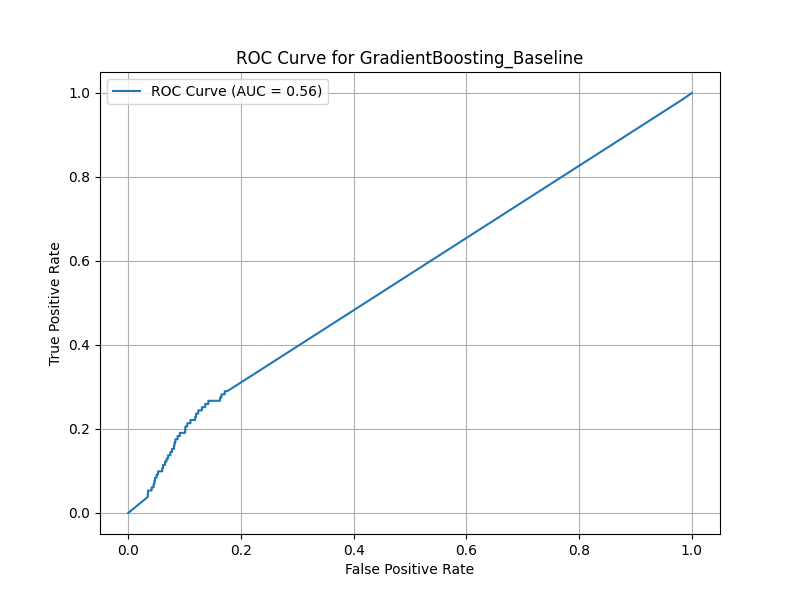 ROC Curve for GradientBoosting_Baseline
ROC Curve (AUC = 0.56)
True Positive Rate
1.0
0.8
0.6
0.4
0.2
0.0
0.0 0.2 0.4 0.6 0.8 1.0
False Positive Rate